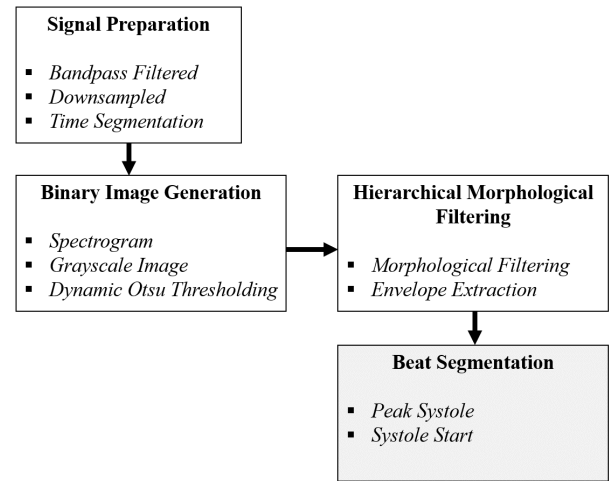 Signal Preparation
▪ Bandpass Filtered
▪ Downsampled
▪ Time Segmentation
Binary Image Generation
▪ Spectrogram
▪ Grayscale Image
▪ Dynamic Otsu Thresholding
Hierarchical Morphological
Filtering
▪ Morphological Filtering
▪ Envelope Extraction
Beat Segmentation
▪ Peak Systole
▪ Systole Start